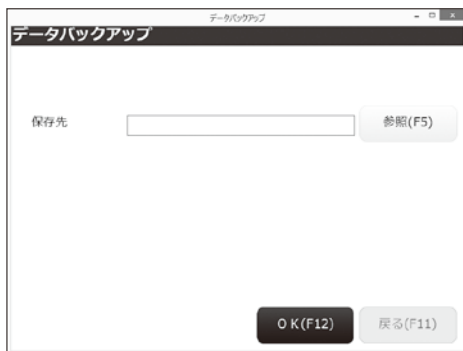 データバックアップ
データバックアップ
保存先
参照(F5)
OK(F12)
戻る(F11)